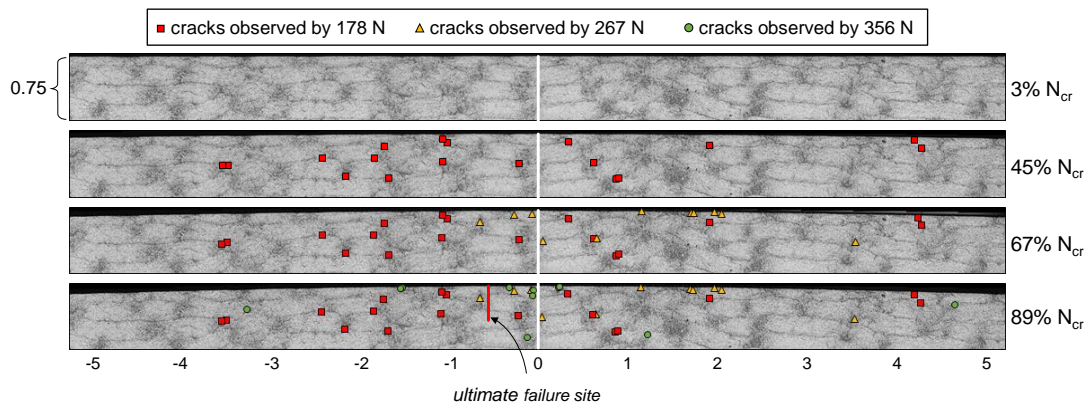 cracks observed by 178 N cracks observed by 267 N cracks observed by 356 N
0.75
3% Ncr
45% Ncr
67% Ncr
89% Ncr
-5 -4 -3 -2 -1 0 1 2 3 4 5
ultimate failure site